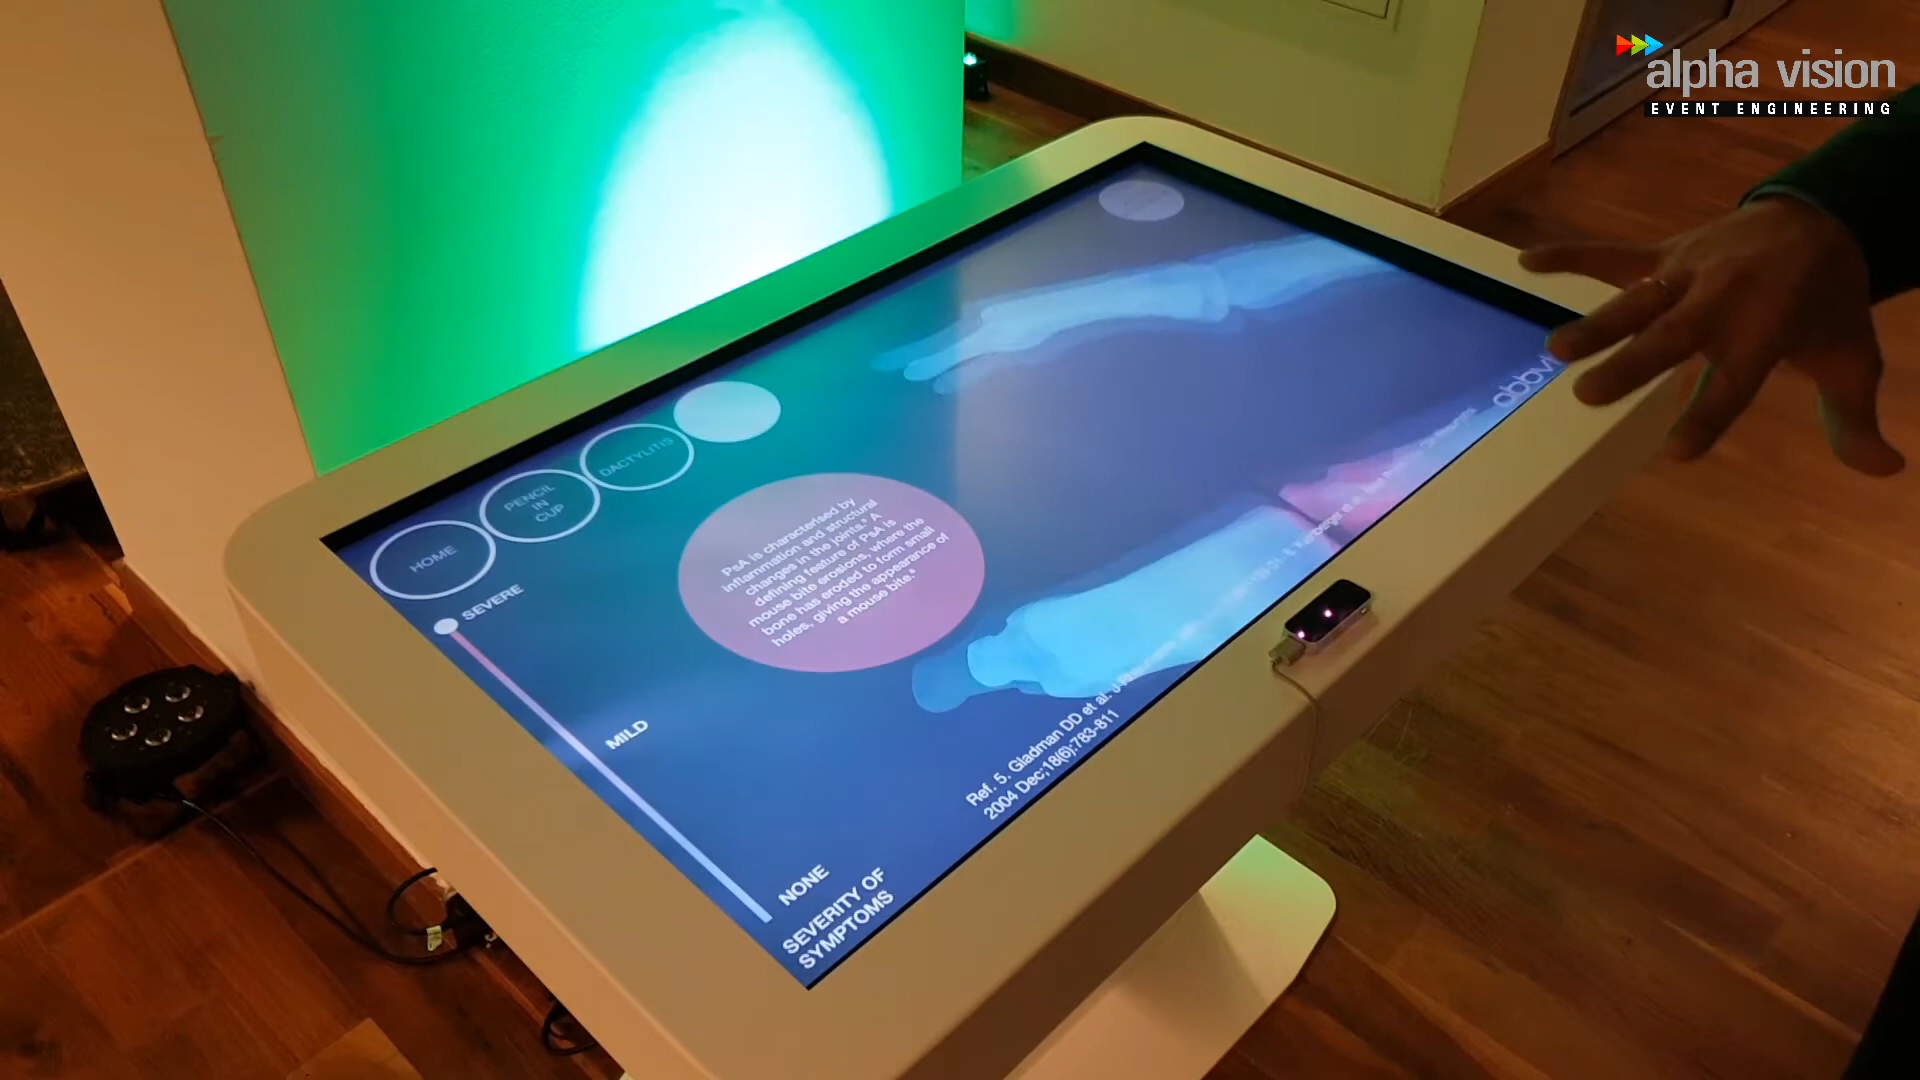 alpha vision
EVENT ENGINEERING
HOME
PENCIL
IN
CUP
DACTYLITIS
SEVERE
MILD
NONE
SEVERITY OF
SYMPTOMS
PsA is characterised by
inflammation and structural
changes in the joints.⁵ A
defining feature of PsA is
mouse bite erosions, where the
bone has eroded to form small
holes, giving the appearance of
a mouse bite.⁶
Ref. 5. Gladman DD et al.
2004 Dec;18(6):783-811